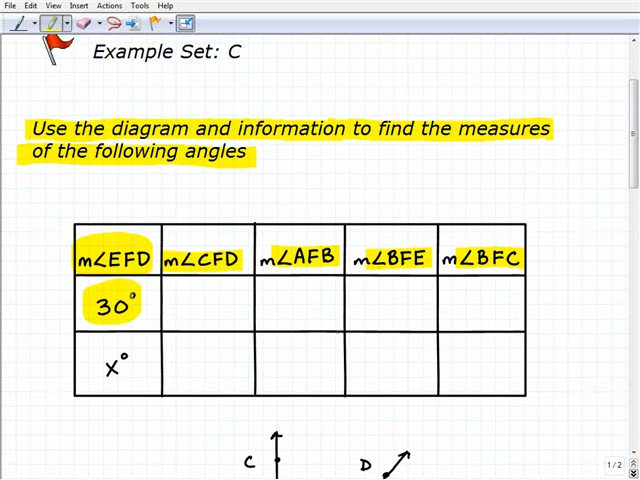 File Edit View Insert Actions Tools Help
Example Set: C
Use the diagram and information to find the measures
of the following angles
m∠EFD m∠CFD m∠AFB m∠BFE m∠BFC
30°
x°
C D
1 / 2